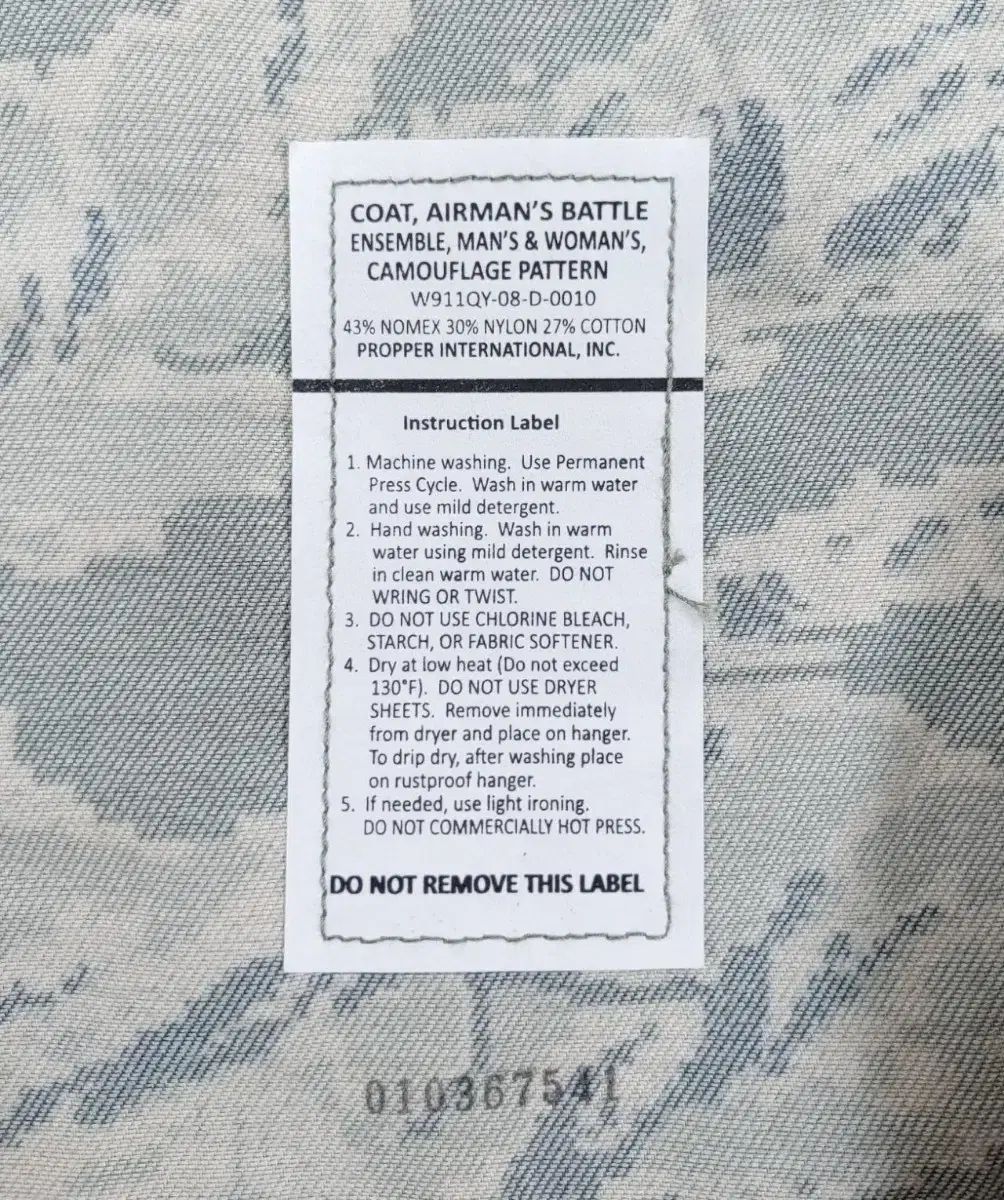 COAT, AIRMAN'S BATTLE
ENSEMBLE, MAN'S & WOMAN'S,
CAMOUFLAGE PATTERN
W911QY-08-D-0010
43% NOMEX 30% NYLON 27% COTTON
PROPPER INTERNATIONAL, INC.
Instruction Label
1. Machine washing. Use Permanent
Press Cycle. Wash in warm water
and use mild detergent.
2. Hand washing. Wash in warm
water using mild detergent. Rinse
in clean warm water. DO NOT
WRING OR TWIST.
3. DO NOT USE CHLORINE BLEACH,
STARCH, OR FABRIC SOFTENER.
4. Dry at low heat (Do not exceed
130°F). DO NOT USE DRYER
SHEETS. Remove immediately
from dryer and place on hanger.
To drip dry, after washing place
on rustproof hanger.
5. If needed, use light ironing.
DO NOT COMMERCIALLY HOT PRESS.
DO NOT REMOVE THIS LABEL
010367541